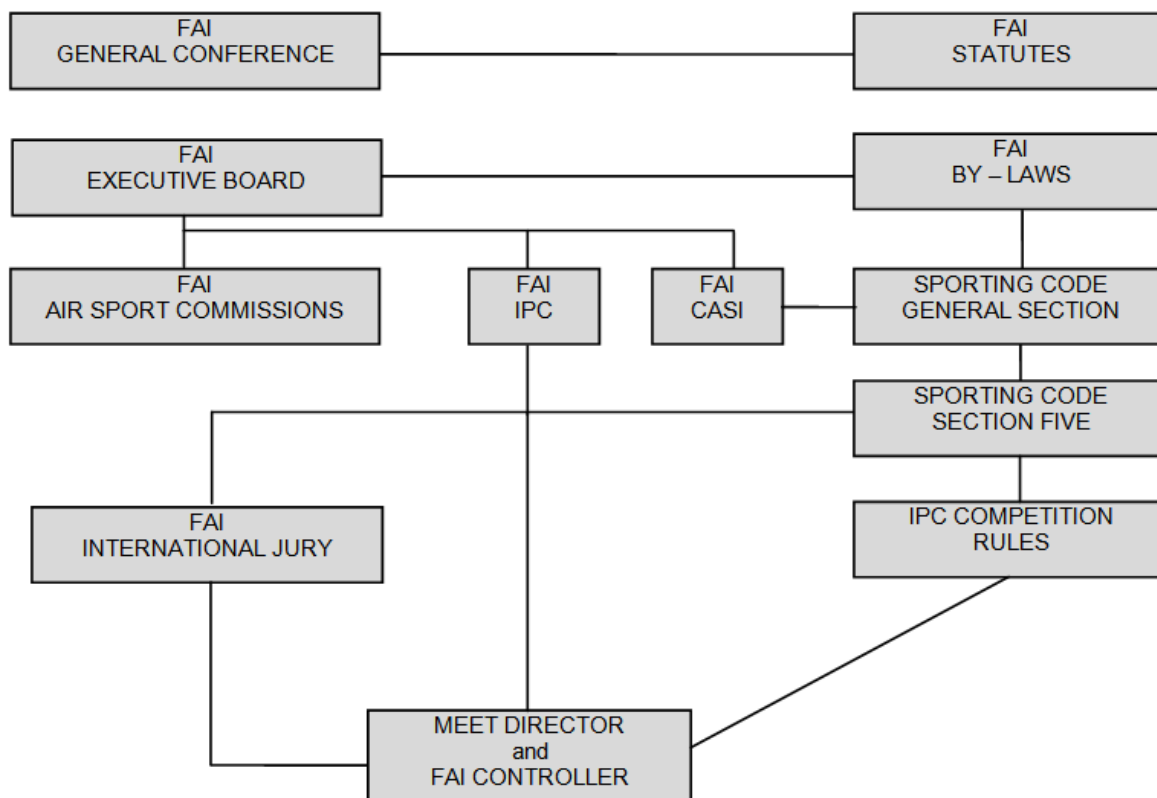 FAI
GENERAL CONFERENCE
FAI
STATUTES
FAI
EXECUTIVE BOARD
FAI
BY – LAWS
FAI
AIR SPORT COMMISSIONS
FAI
IPC
FAI
CASI
SPORTING CODE
GENERAL SECTION
SPORTING CODE
SECTION FIVE
FAI
INTERNATIONAL JURY
IPC COMPETITION
RULES
MEET DIRECTOR
and
FAI CONTROLLER